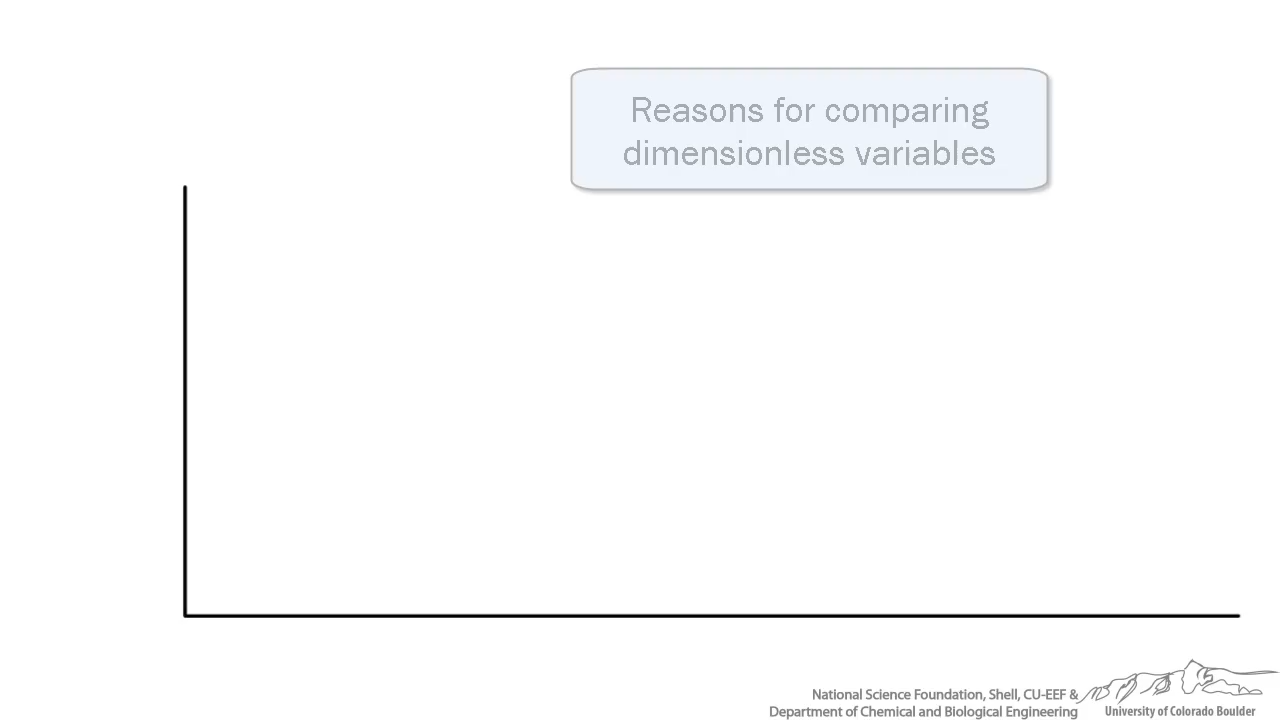 Reasons for comparing
dimensionless variables
National Science Foundation, Shell, CU-EEF &
Department of Chemical and Biological Engineering
University of Colorado Boulder